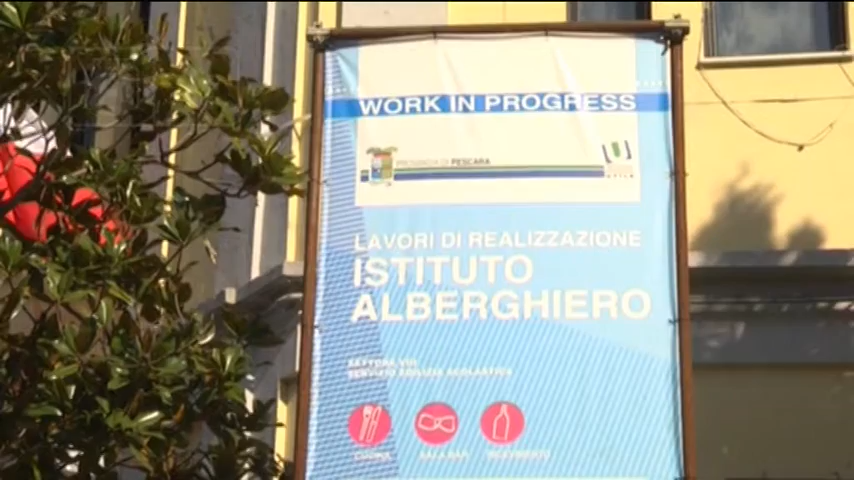 WORK IN PROGRESS
PROVINCIA DI PESCARA
LAVORI DI REALIZZAZIONE
ISTITUTO
ALBERGHIERO
SETTORE VIII
SERVIZIO EDILIZIA SCOLASTICA
CUCINA SALA BAR RICEVIMENTO